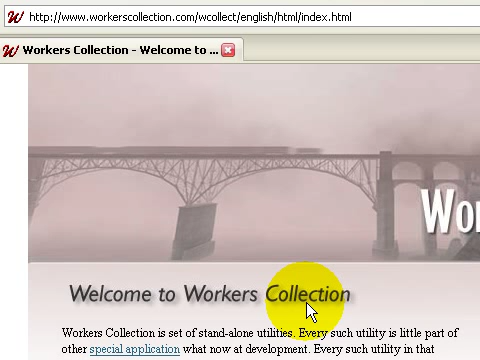 http://www.workerscollection.com/wcollect/english/html/index.html
Workers Collection - Welcome to ...
Wor
Welcome to Workers Collection
Workers Collection is set of stand-alone utilities. Every such utility is little part of
other special application what now at development. Every such utility in that